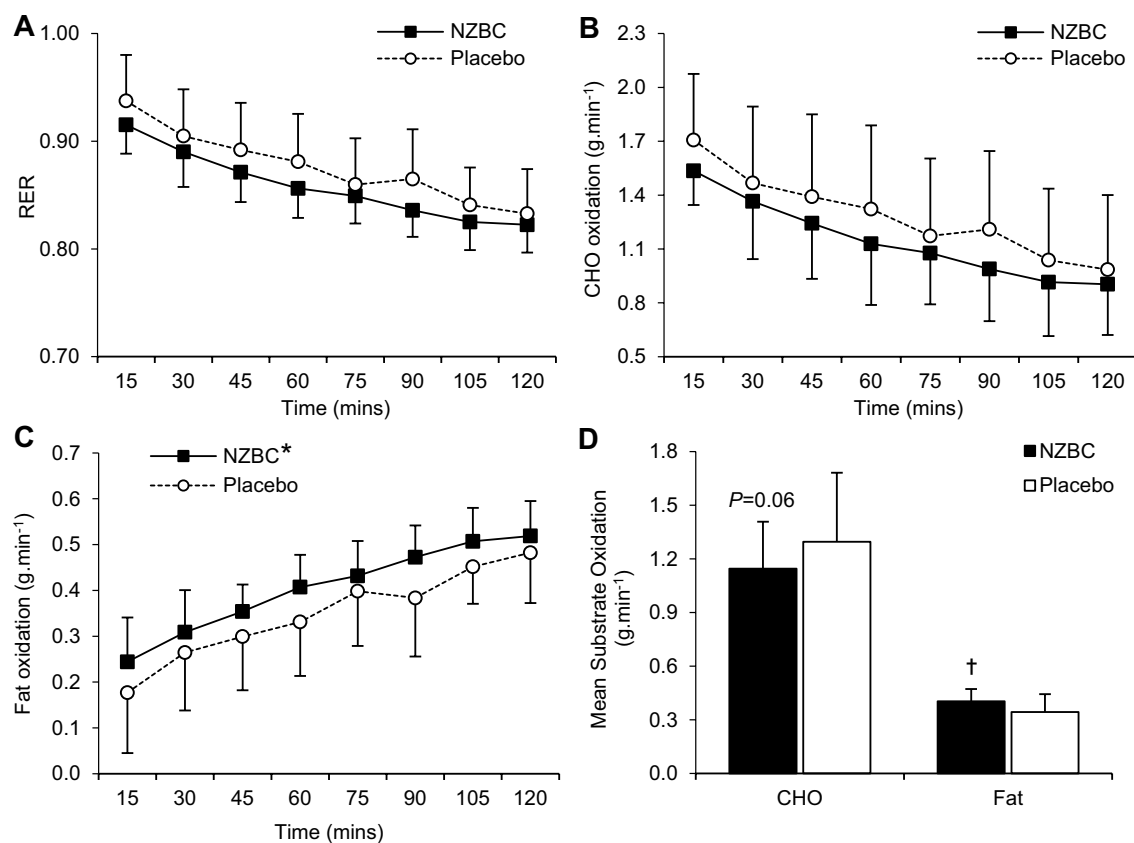 A
NZBC
Placebo
1.00
0.90
0.80
0.70
RER
15 30 45 60 75 90 105 120
Time (mins)
B
NZBC
Placebo
2.3
2.0
1.7
1.4
1.1
0.8
0.5
CHO oxidation (g.min⁻¹)
15 30 45 60 75 90 105 120
Time (mins)
C
NZBC*
Placebo
0.7
0.6
0.5
0.4
0.3
0.2
0.1
0.0
Fat oxidation (g.min⁻¹)
15 30 45 60 75 90 105 120
Time (mins)
D
NZBC
Placebo
1.8
1.5
1.2
0.9
0.6
0.3
0.0
Mean Substrate Oxidation
(g.min⁻¹)
P=0.06
†
CHO Fat